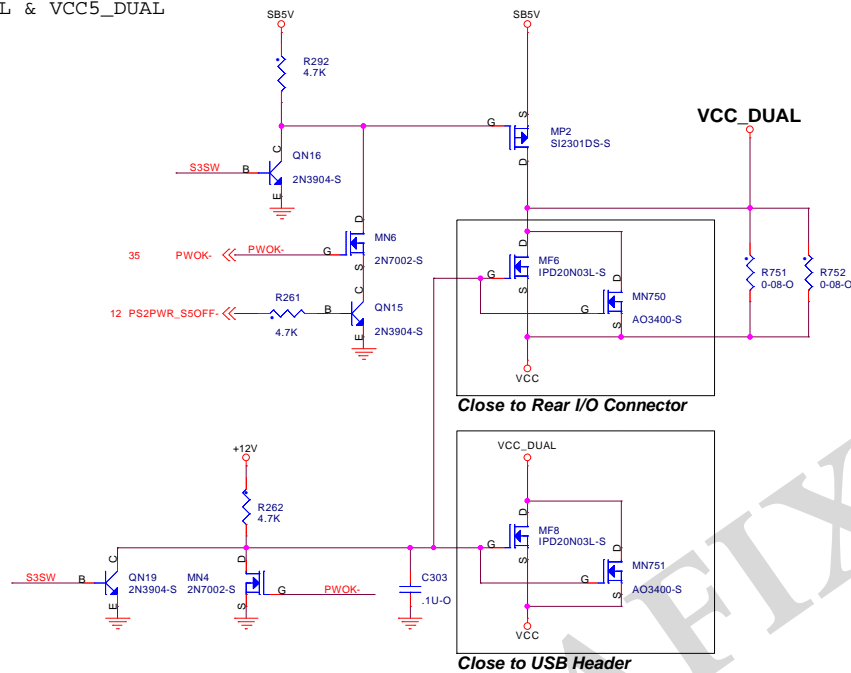 L & VCC5_DUAL
SB5V
SB5V
R292
4.7K
VCC_DUAL
S
G
MP2
SI2301DS-S
D
C
QN16
S3SW
B
2N3904-S
E
D
MN6
35
PWOK-
PWOK-
G
2N7002-S
S
D
MF6
G
IPD20N03L-S
S
D
MN750
G
AO3400-S
S
R751
0-08-O
R752
0-08-O
R261
C
QN15
12 PS2PWR_S5OFF-
B
4.7K
2N3904-S
E
VCC
Close to Rear I/O Connector
+12V
R262
4.7K
VCC_DUAL
D
MF8
G
IPD20N03L-S
S
D
MN751
G
AO3400-S
S
C
QN19
S3SW
B
2N3904-S
E
D
MN4
2N7002-S
G
PWOK-
S
C303
.1U-O
VCC
Close to USB Header
AFIX